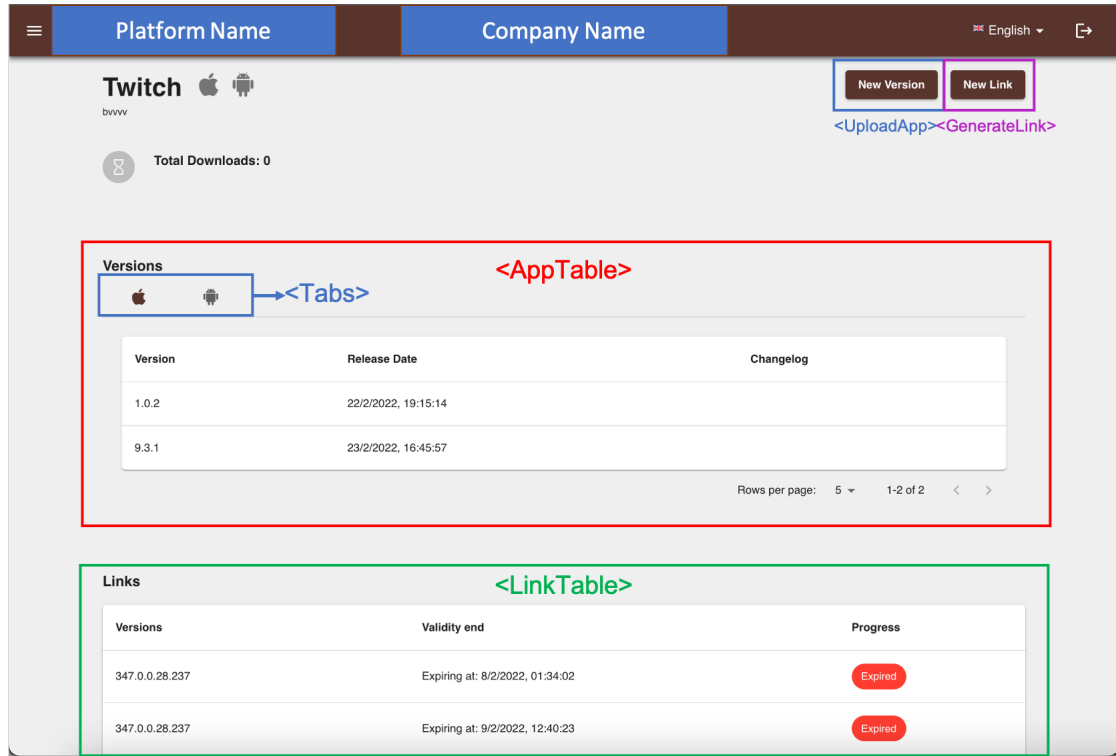 Platform Name
Company Name
English
Twitch
New Version
New Link
bvvvv
<UploadApp><GenerateLink>
Total Downloads: 0
Versions
<AppTable>
<Tabs>
Version Release Date Changelog
1.0.2 22/2/2022, 19:15:14
9.3.1 23/2/2022, 16:45:57
Rows per page: 5 1-2 of 2
Links
<LinkTable>
Versions Validity end Progress
347.0.0.28.237 Expiring at: 8/2/2022, 01:34:02 Expired
347.0.0.28.237 Expiring at: 9/2/2022, 12:40:23 Expired